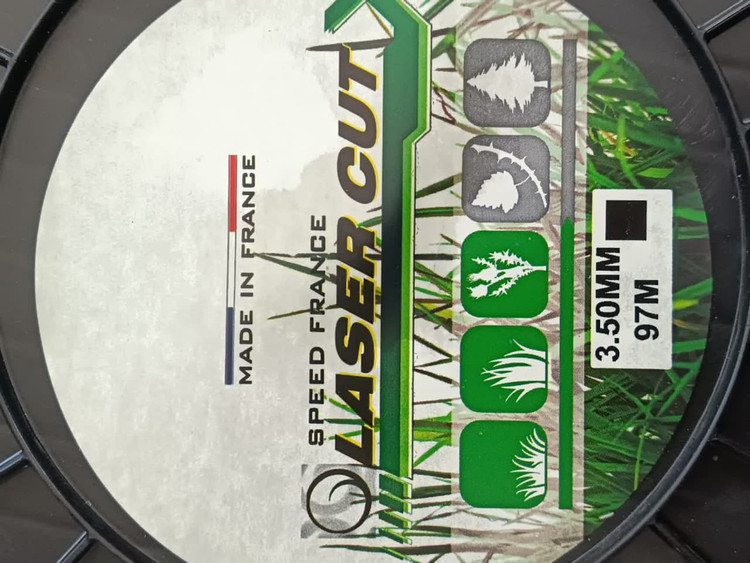 MADE IN FRANCE
SPEED FRANCE
LASER CUT
3.50MM
97M